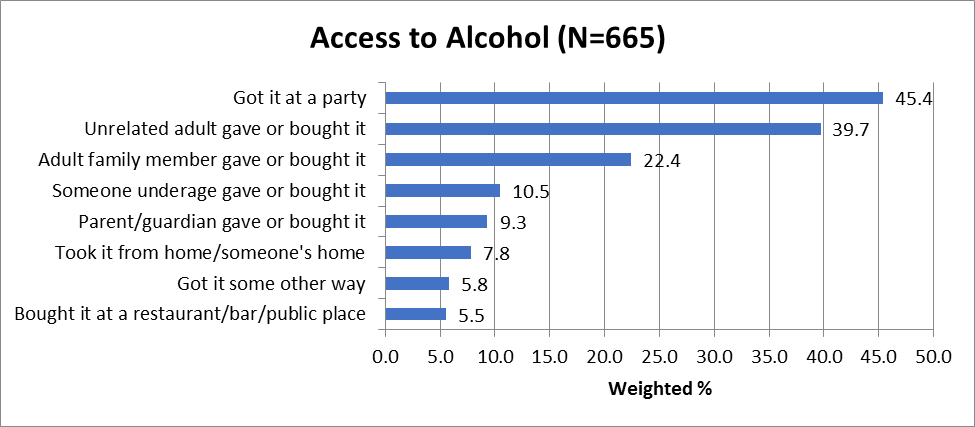 Access to Alcohol (N=665)
Got it at a party 45.4
Unrelated adult gave or bought it 39.7
Adult family member gave or bought it 22.4
Someone underage gave or bought it 10.5
Parent/guardian gave or bought it 9.3
Took it from home/someone's home 7.8
Got it some other way 5.8
Bought it at a restaurant/bar/public place 5.5
0.0 5.0 10.0 15.0 20.0 25.0 30.0 35.0 40.0 45.0 50.0
Weighted %